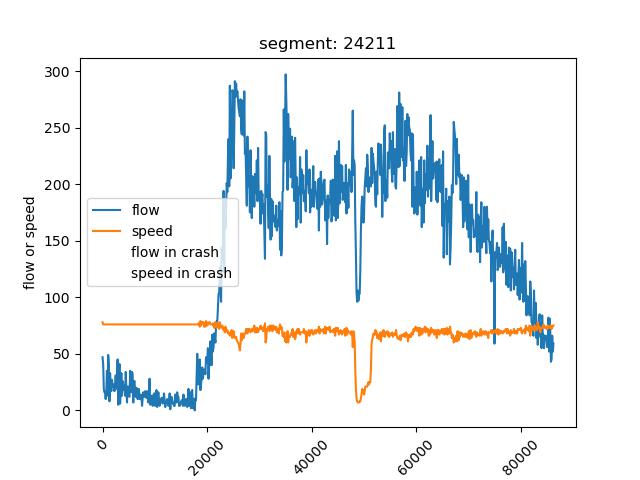 segment: 24211
300
250
200
150
100
50
0
flow or speed
flow
speed
flow in crash
speed in crash
0
20000
40000
60000
80000